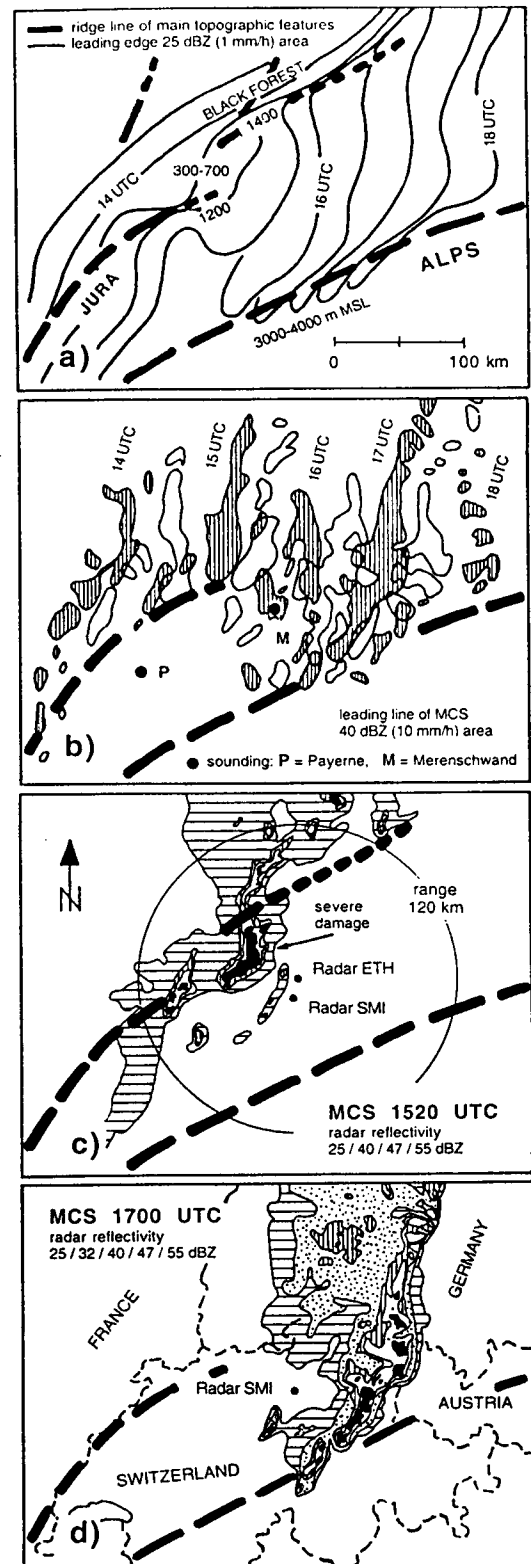 ridge line of main topographic features
leading edge 25 dBZ (1 mm/h) area
BLACK FOREST
1400
14 UTC
300-700
1200
16 UTC
18 UTC
JURA
ALPS
3000-4000 m MSL
a)
0 100 km
14 UTC
15 UTC
16 UTC
17 UTC
18 UTC
M
P
leading line of MCS
40 dBZ (10 mm/h) area
b)
sounding: P = Payerne, M = Merenschwand
N
range
120 km
severe
damage
Radar ETH
Radar SMI
c)
MCS 1520 UTC
radar reflectivity
25 / 40 / 47 / 55 dBZ
MCS 1700 UTC
radar reflectivity
25 / 32 / 40 / 47 / 55 dBZ
FRANCE
GERMANY
Radar SMI
AUSTRIA
SWITZERLAND
d)